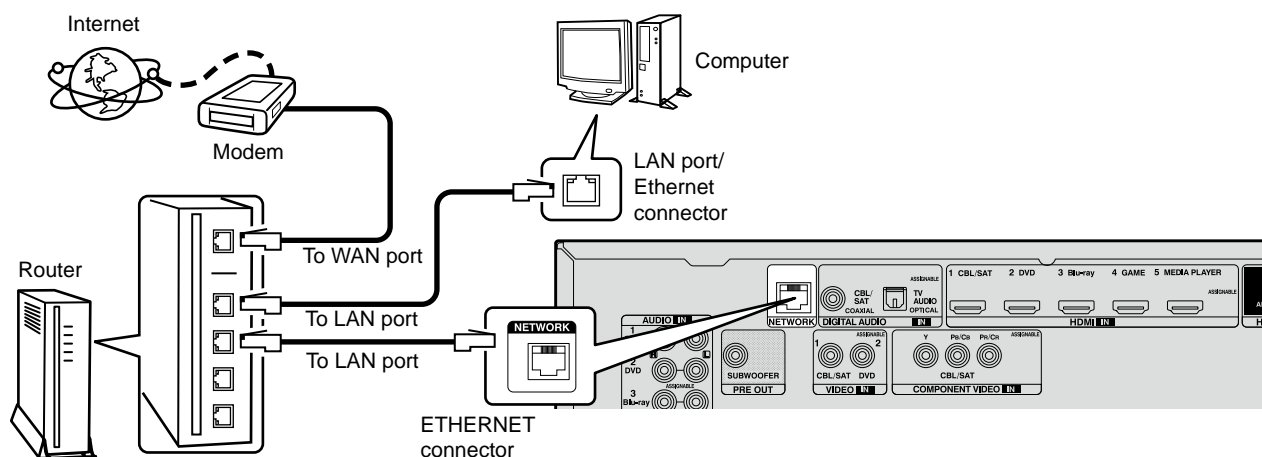 Internet
Modem
Computer
LAN port/
Ethernet
connector
To WAN port
Router
To LAN port
To LAN port
NETWORK
ETHERNET
connector
AUDIO IN
1
2
DVD
3
Blu-ray
R
L
ASSIGNABLE
NETWORK
CBL/
SAT
COAXIAL
ASSIGNABLE
TV
AUDIO
OPTICAL
DIGITAL AUDIO IN
1 CBL/SAT 2 DVD 3 Blu-ray 4 GAME 5 MEDIA PLAYER
ASSIGNABLE
HDMI IN
SUBWOOFER
PRE OUT
ASSIGNABLE
1 2
CBL/SAT DVD
VIDEO IN
Y PB/CB PR/CR ASSIGNABLE
CBL/SAT
COMPONENT VIDEO IN